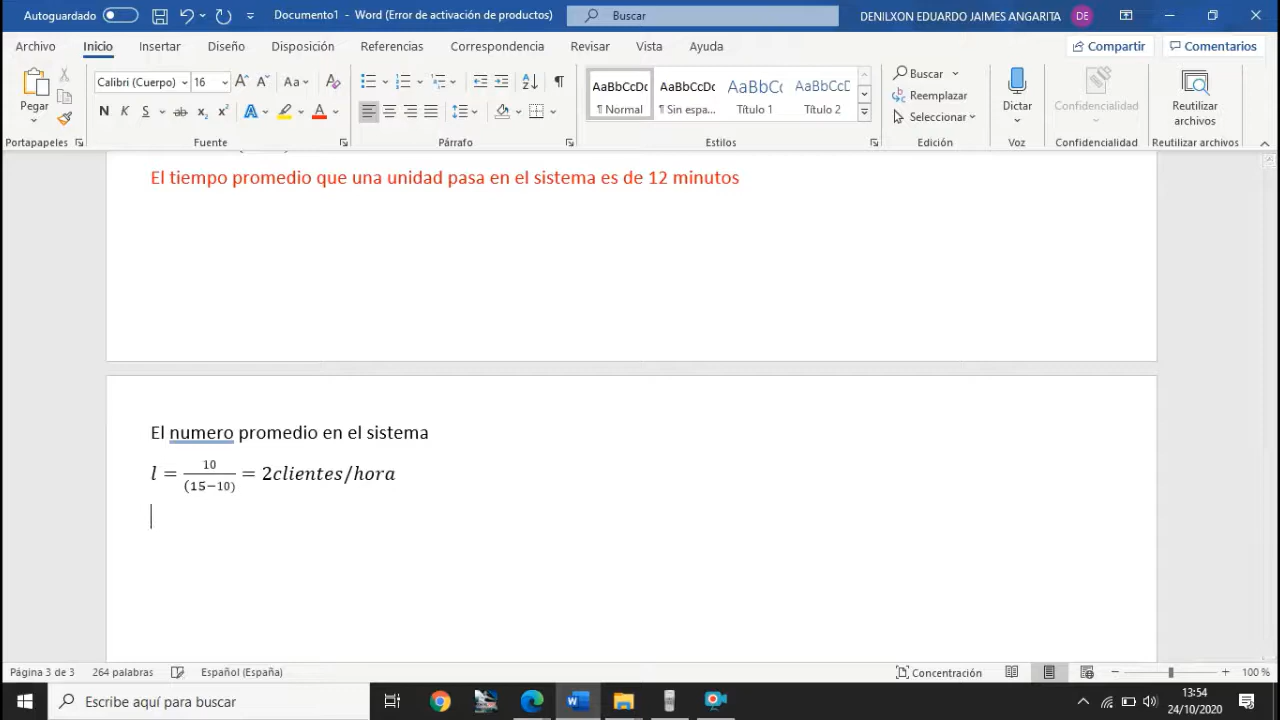 Autoguardado
Documento1 - Word (Error de activación de productos)
Buscar
DENILXON EDUARDO JAIMES ANGARITA
DE
Archivo
Inicio
Insertar
Diseño
Disposición
Referencias
Correspondencia
Revisar
Vista
Ayuda
Compartir
Comentarios
Pegar
Calibri (Cuerpo)
16
A A Aa A
N K S ab x₂ x² A A
AaBbCcDc
¶ Normal
AaBbCcDc
¶ Sin espa...
AaBbCc
Título 1
AaBbCcD
Título 2
Buscar
Reemplazar
Seleccionar
Dictar
Confidencialidad
Reutilizar
archivos
Portapapeles
Fuente
Párrafo
Estilos
Edición
Voz
Confidencialidad
Reutilizar archivos
El tiempo promedio que una unidad pasa en el sistema es de 12 minutos
El numero promedio en el sistema
l = 10/(15−10) = 2clientes/hora
Página 3 de 3
264 palabras
Español (España)
Concentración
100 %
Escribe aquí para buscar
13:54
24/10/2020